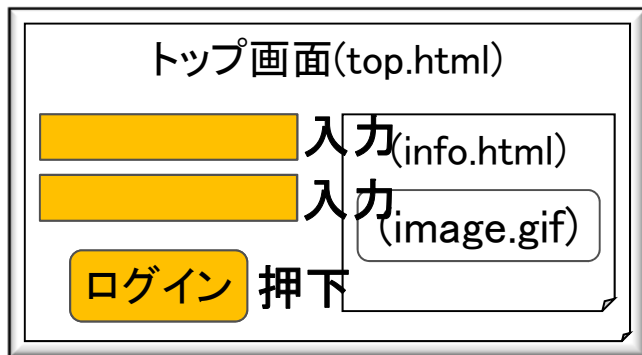 トップ画面(top.html)
入力
(info.html)
入力
(image.gif)
ログイン 押下